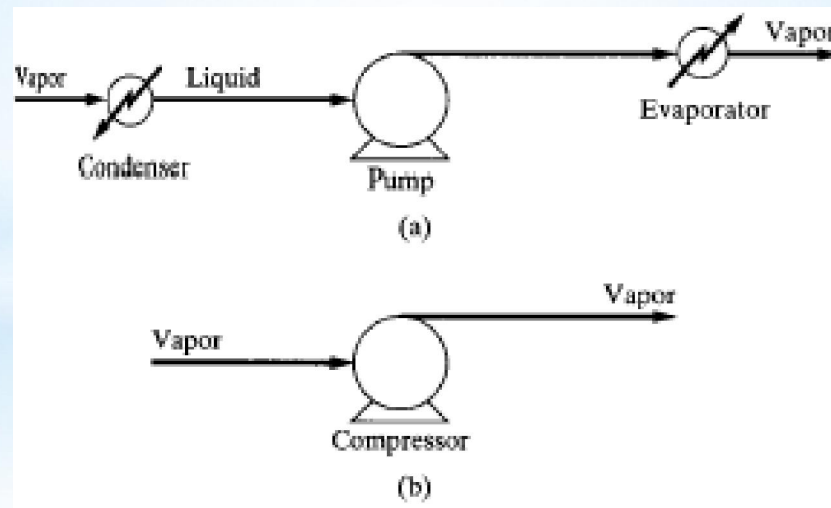 Vapor
Vapor
Liquid
Evaporator
Condenser
Pump
(a)
Vapor
Vapor
Compressor
(b)